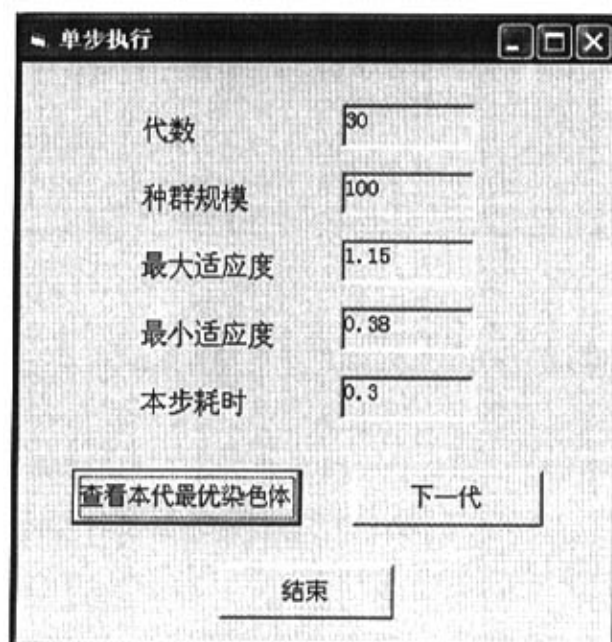 单步执行
代数 30
种群规模 100
最大适应度 1.15
最小适应度 0.38
本步耗时 0.3
查看本代最优染色体 下一代
结束